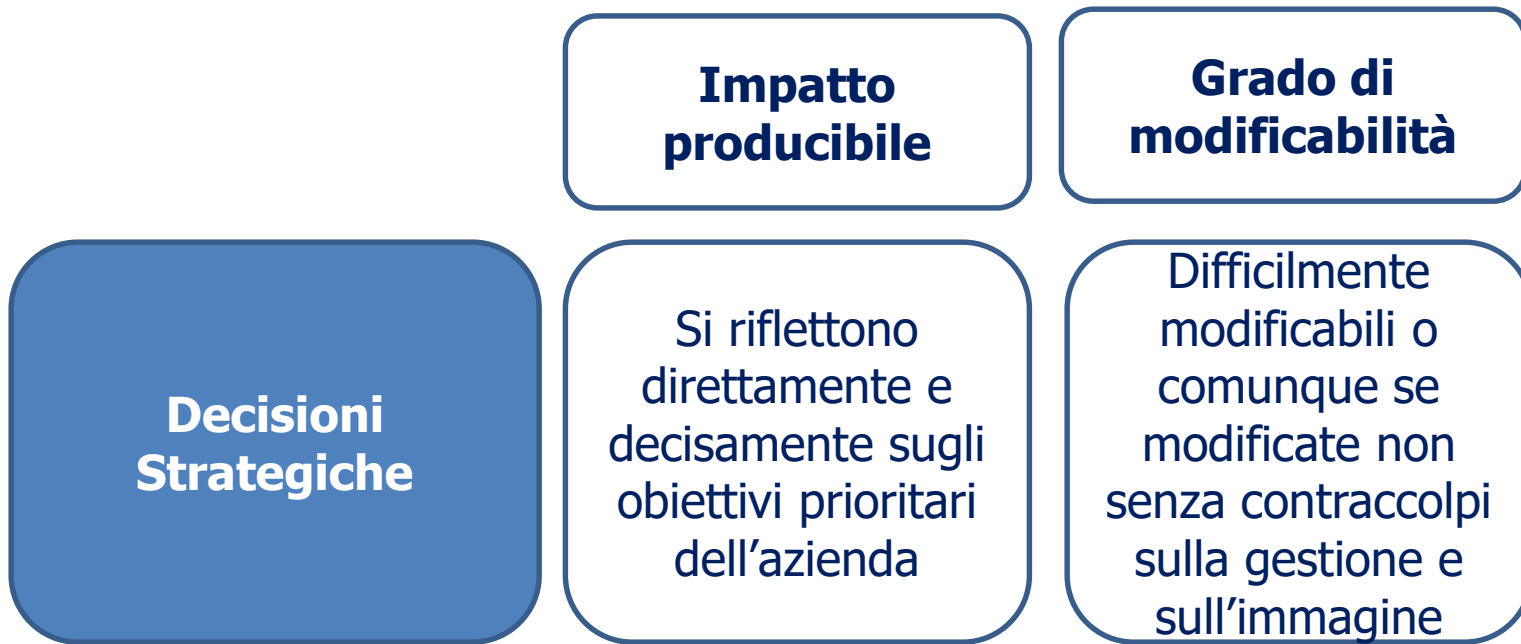 Impatto
producibile
Grado di
modificabilità
Decisioni
Strategiche
Si riflettono
direttamente e
decisamente sugli
obiettivi prioritari
dell’azienda
Difficilmente
modificabili o
comunque se
modificate non
senza contraccolpi
sulla gestione e
sull’immagine